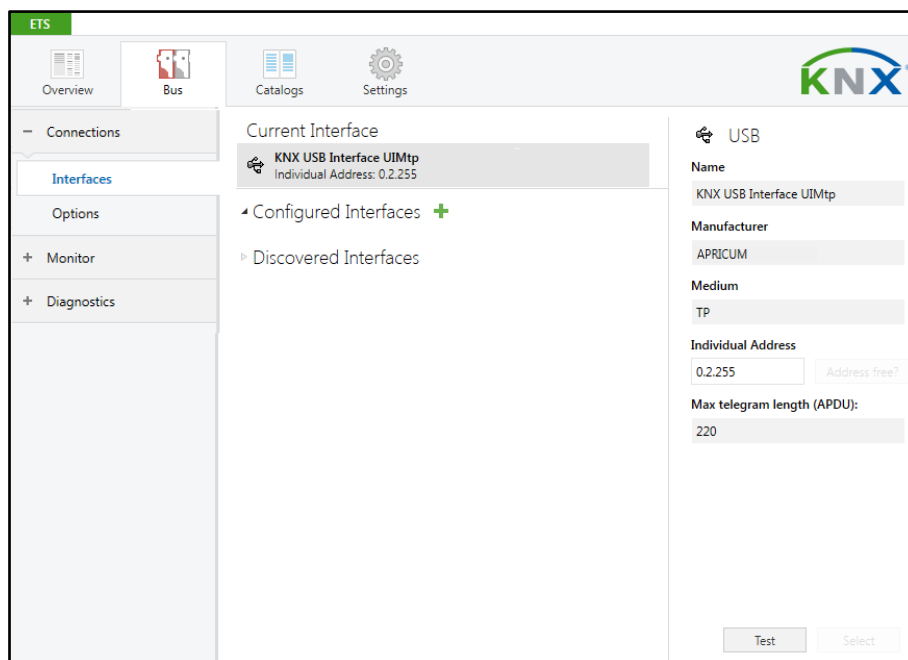 ETS
Overview
Bus
Catalogs
Settings
KNX
− Connections
Interfaces
Options
+ Monitor
+ Diagnostics
Current Interface
KNX USB Interface UIMtp
Individual Address: 0.2.255
Configured Interfaces
Discovered Interfaces
USB
Name
KNX USB Interface UIMtp
Manufacturer
APRICUM
Medium
TP
Individual Address
0.2.255 Address free?
Max telegram length (APDU):
220
Test Select